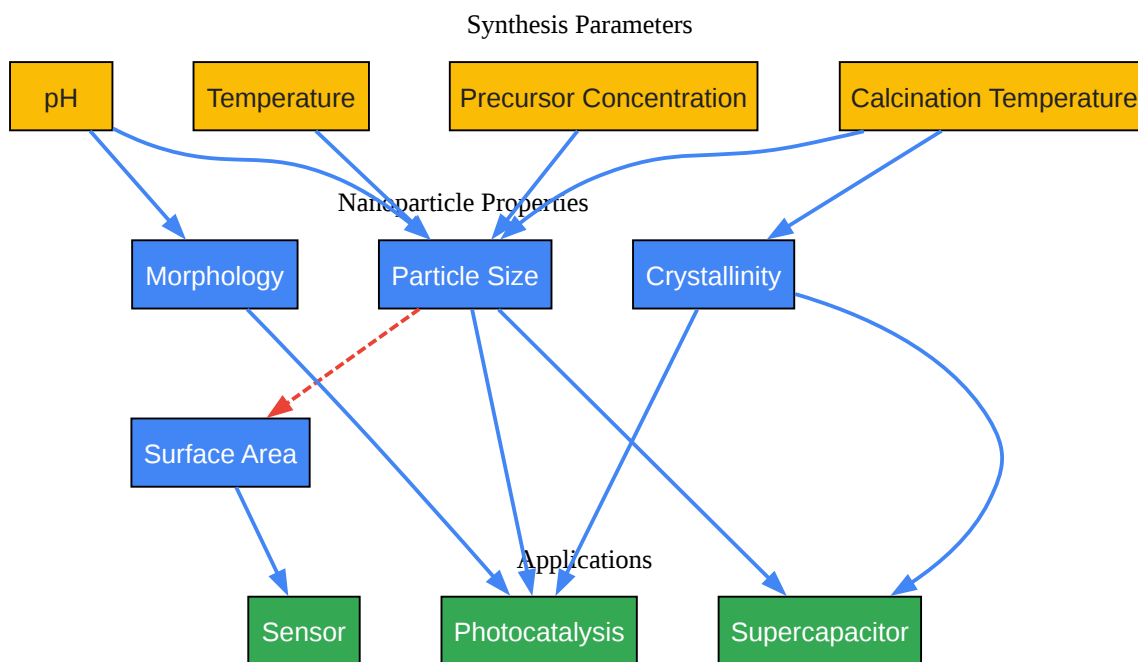 Synthesis Parameters
pH
Temperature
Precursor Concentration
Calcination Temperature
Nanoparticle Properties
Morphology
Particle Size
Crystallinity
Surface Area
Applications
Sensor
Photocatalysis
Supercapacitor